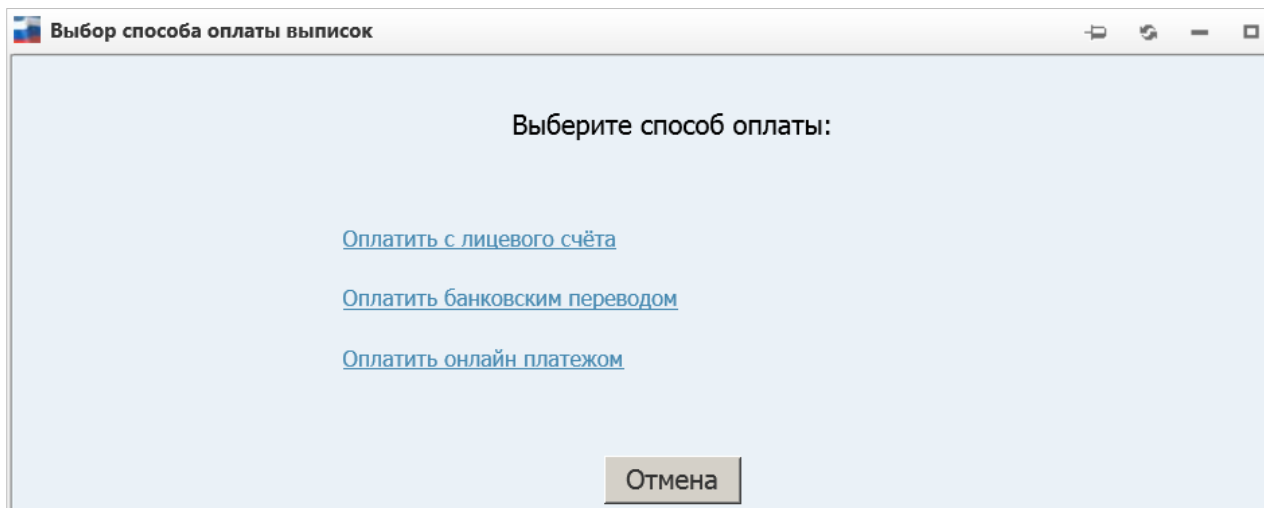 Выбор способа оплаты выписок
Выберите способ оплаты:
Оплатить с лицевого счёта
Оплатить банковским переводом
Оплатить онлайн платежом
Отмена